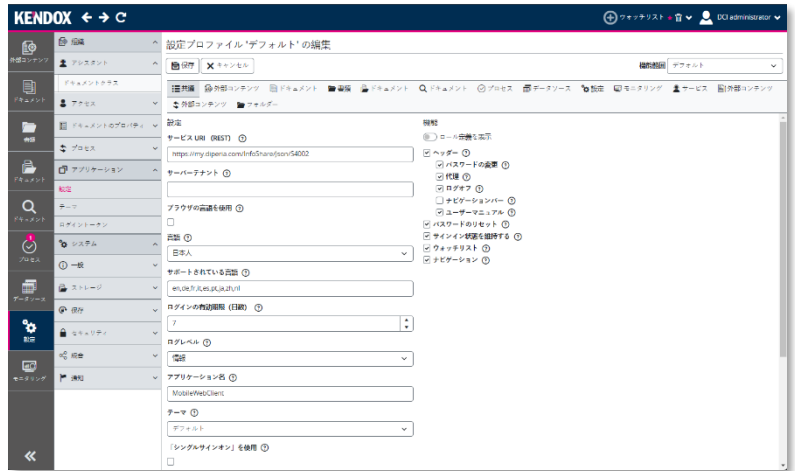 KENDOX
ウォッチリスト
DCI administrator
外部コンテンツ
ドキュメント
書類
ドキュメント
ドキュメント
プロセス
データソース
設定
モニタリング
組織
アシスタント
ドキュメントクラス
アクセス
ドキュメントのプロパティ
プロセス
アプリケーション
設定
テーマ
ログイントークン
システム
一般
ストレージ
保存
セキュリティ
統合
通知
設定プロファイル 'デフォルト' の編集
保存 キャンセル
機能範囲 デフォルト
共通 外部コンテンツ ドキュメント 書類 ドキュメント ドキュメント プロセス データソース 設定 モニタリング サービス 外部コンテンツ
外部コンテンツ フォルダー
設定
サービス URI (REST)
https://my.dipena.com/InfoShare/json/54002
サーバーテナント
ブラウザの言語を使用
言語
日本人
サポートされている言語
en,de,fr,it,es,pt,ja,zh,nl
ログインの有効期限 (日数)
7
ログレベル
情報
アプリケーション名
MobileWebClient
テーマ
デフォルト
「シングルサインオン」を使用
機能
ロール定義を表示
ヘッダー
パスワードの変更
代理
ログオフ
ナビゲーションバー
ユーザーマニュアル
パスワードのリセット
サインイン状態を維持する
ウォッチリスト
ナビゲーション